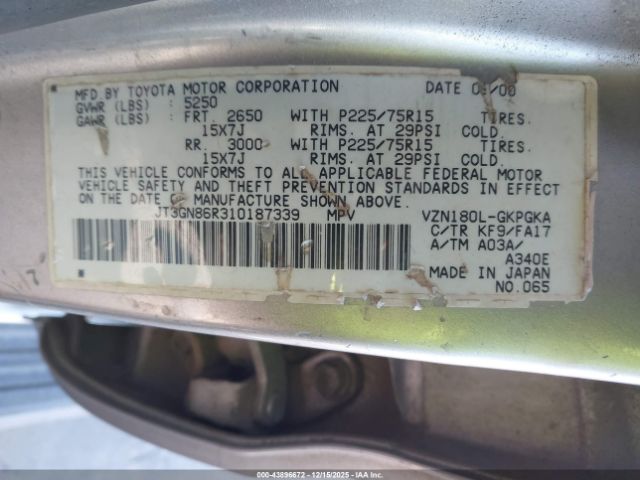 MFD. BY TOYOTA MOTOR CORPORATION DATE 0 /00
GVWR (LBS) : 5250
GAWR (LBS) : FRT. 2650 WITH P225/75R15 TIRES.
15X7J RIMS. AT 29PSI COLD.
RR. 3000 WITH P225/75R15 TIRES.
15X7J RIMS. AT 29PSI COLD.
THIS VEHICLE CONFORMS TO ALL APPLICABLE FEDERAL MOTOR
VEHICLE SAFETY AND THEFT PREVENTION STANDARDS IN EFFECT
ON THE DATE OF MANUFACTURE SHOWN ABOVE.
JT3GN86R310187339 MPV VZN180L-GKPGKA
C/TR KF9/FA17
A/TM A03A/
A340E
MADE IN JAPAN
NO.065
000-43896672 - 12/15/2025 - IAAI.COM